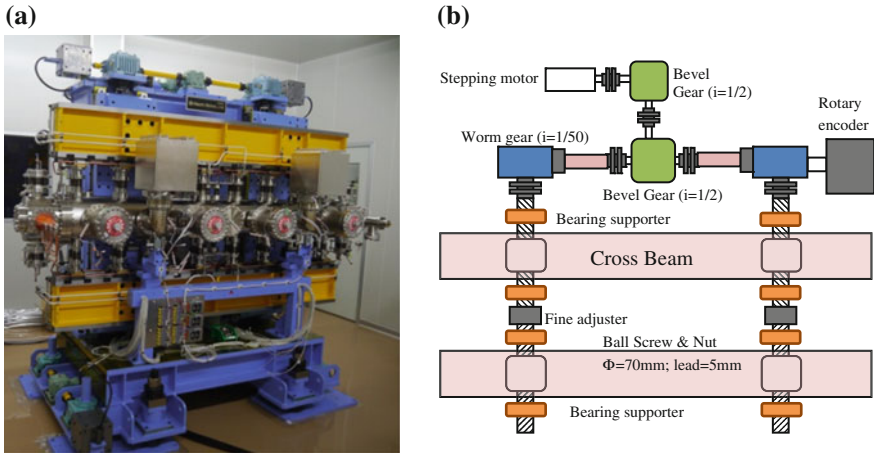 (a)
(b)
Stepping motor
Bevel
Gear (i=1/2)
Rotary
encoder
Worm gear (i=1/50)
Bevel Gear (i=1/2)
Bearing supporter
Cross Beam
Fine adjuster
Ball Screw & Nut
Φ=70mm; lead=5mm
Bearing supporter